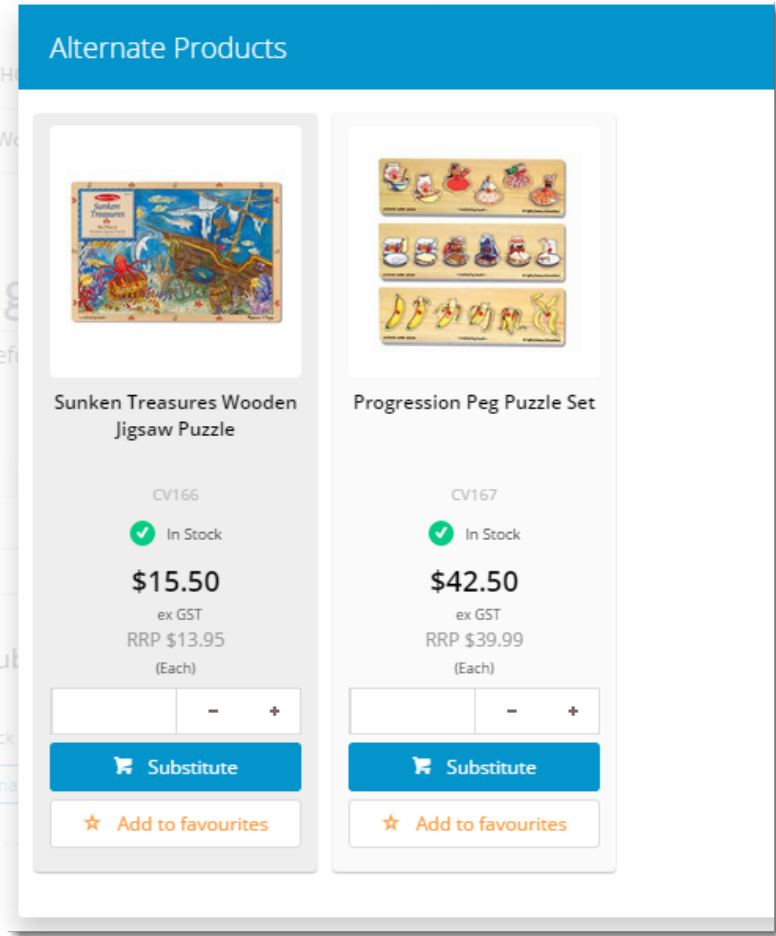 Alternate Products
Sunken
Treasures
Sunken Treasures Wooden
Jigsaw Puzzle
CV166
In Stock
$15.50
ex GST
RRP $13.95
(Each)
- +
Substitute
Add to favourites
Progression Peg Puzzle Set
CV167
In Stock
$42.50
ex GST
RRP $39.99
(Each)
- +
Substitute
Add to favourites